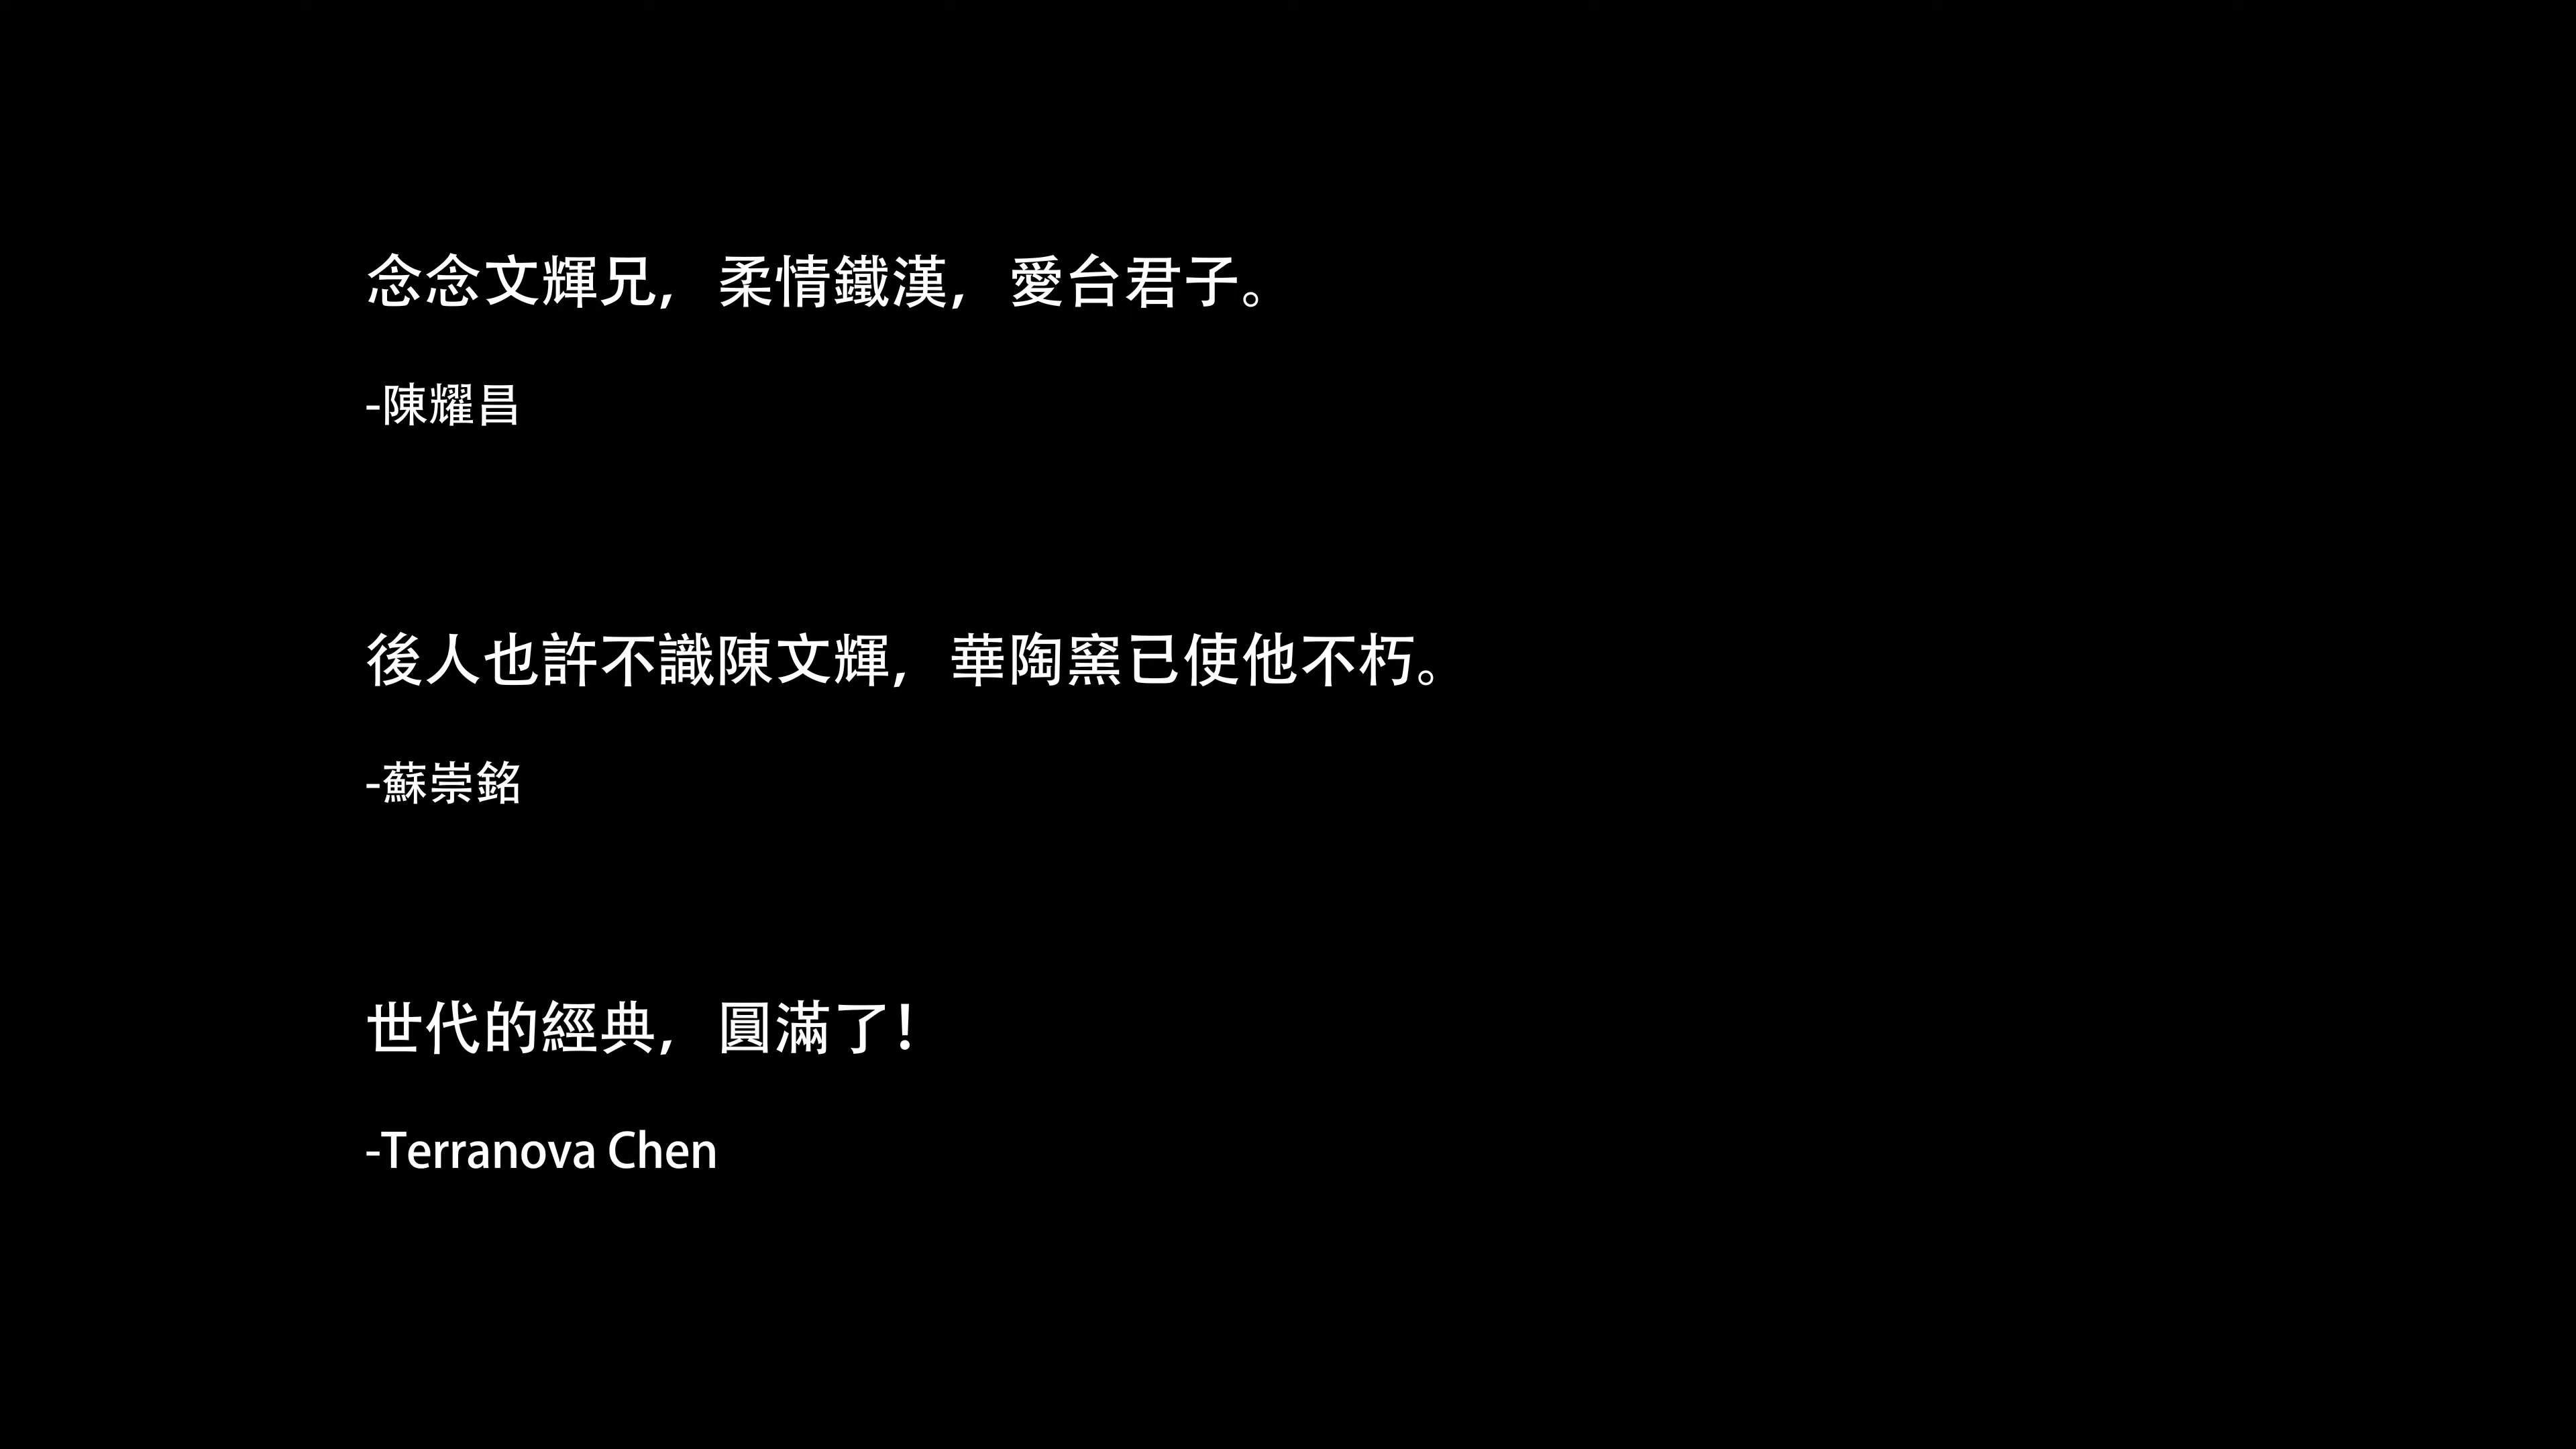 念念文輝兄，柔情鐵漢，愛台君子。
-陳耀昌
後人也許不識陳文輝，華陶窯已使他不朽。
-蘇崇銘
世代的經典，圓滿了！
-Terranova Chen